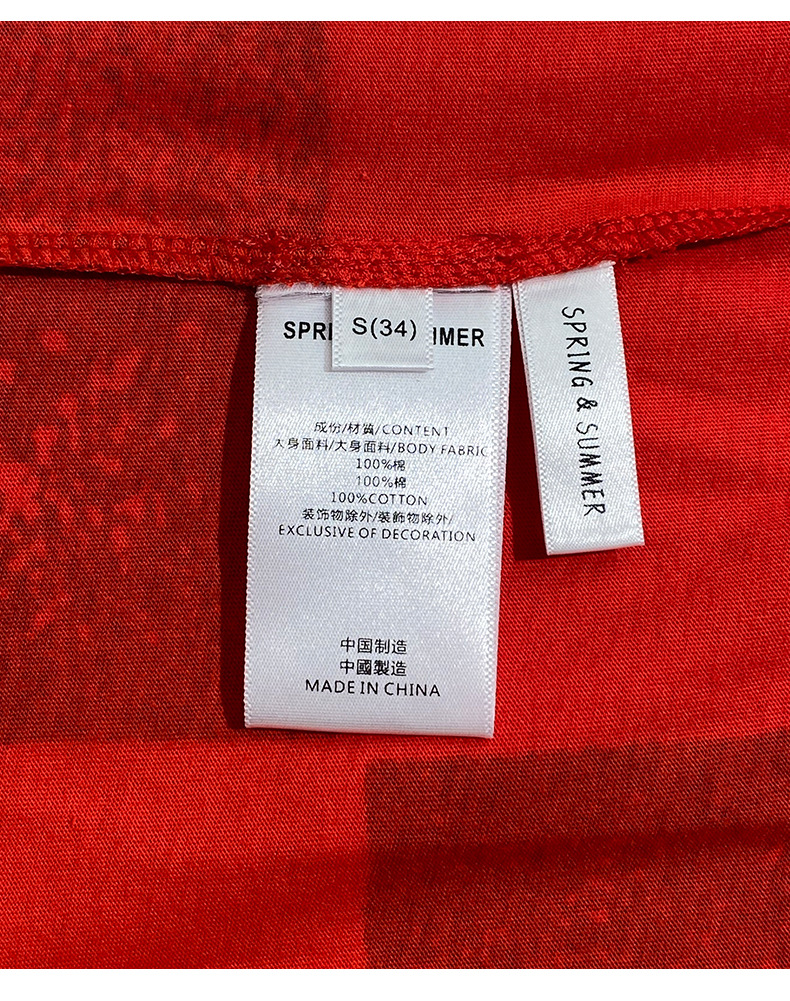 SPRI
S(34)
MMER
成份/材質/CONTENT
大身面料/大身面料/BODY FABRIC
100%棉
100%棉
100%COTTON
装饰物除外/裝飾物除外/
EXCLUSIVE OF DECORATION
中国制造
中國製造
MADE IN CHINA
SPRING & SUMMER